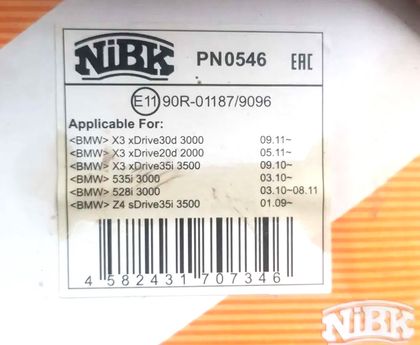 NiBK PN0546 EAC
E11 90R-01187/9096
Applicable For:
<BMW> X3 xDrive30d 3000 09.11~
<BMW> X3 xDrive20d 2000 05.11~
<BMW> X3 xDrive35i 3500 09.10~
<BMW> 535i 3000 03.10~
<BMW> 528i 3000 03.10~08.11
<BMW> Z4 sDrive35i 3500 01.09~
4 582431 707346
NiBK